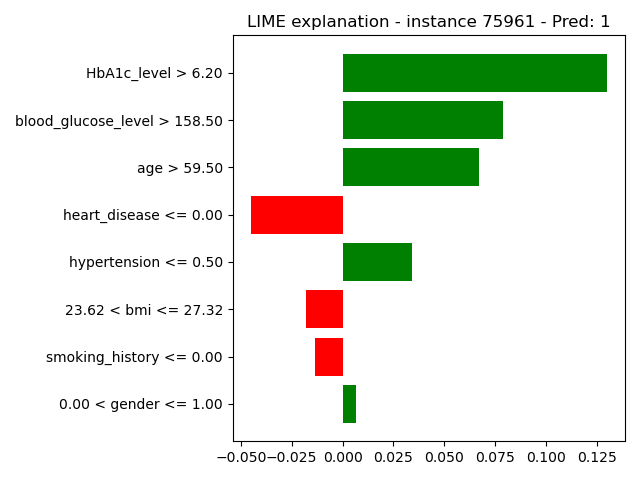 LIME explanation - instance 75961 - Pred: 1
HbA1c_level > 6.20
blood_glucose_level > 158.50
age > 59.50
heart_disease <= 0.00
hypertension <= 0.50
23.62 < bmi <= 27.32
smoking_history <= 0.00
0.00 < gender <= 1.00
−0.050 −0.025 0.000 0.025 0.050 0.075 0.100 0.125